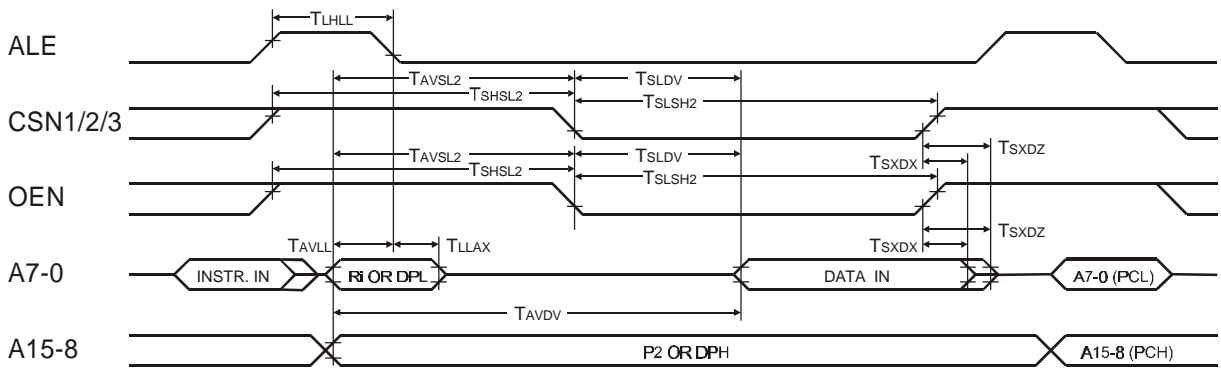 TLHLL
ALE
TAVSL2 TSLDV
TSHSL2 TSLSH2
CSN1/2/3
TAVSL2 TSLDV TSXDX TSXDZ
TSHSL2 TSLSH2
OEN
TAVLL TLLAX TSXDX TSXDZ
A7-0 INSTR. IN Ri OR DPL DATA IN A7-0 (PCL)
TAVDV
A15-8 P2 OR DPH A15-8 (PCH)